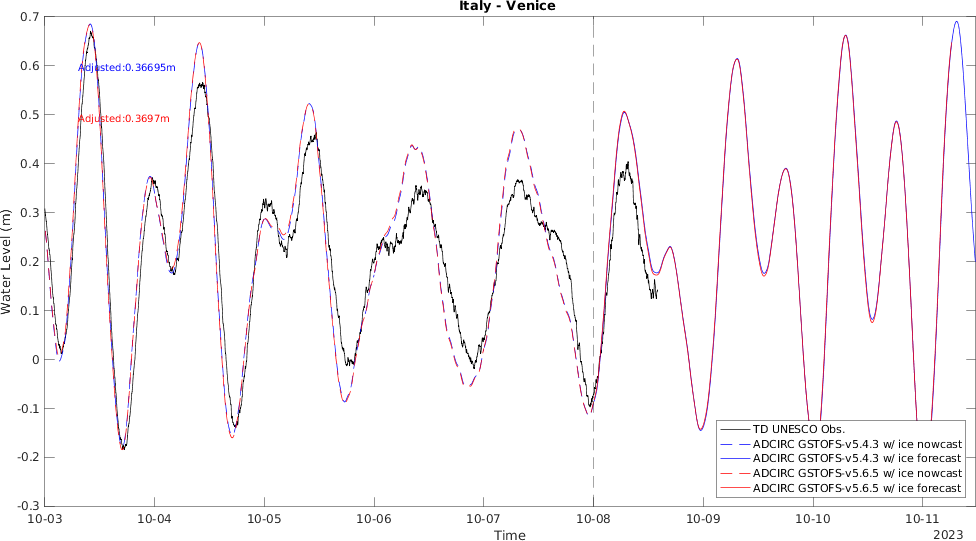 Italy - Venice
0.7
0.6
0.5
0.4
0.3
0.2
0.1
0
-0.1
-0.2
-0.3
Water Level (m)
Adjusted:0.36695m
Adjusted:0.3697m
TD UNESCO Obs.
ADCIRC GSTOFS-v5.4.3 w/ ice nowcast
ADCIRC GSTOFS-v5.4.3 w/ ice forecast
ADCIRC GSTOFS-v5.6.5 w/ ice nowcast
ADCIRC GSTOFS-v5.6.5 w/ ice forecast
10-03 10-04 10-05 10-06 10-07 10-08 10-09 10-10 10-11
Time
2023